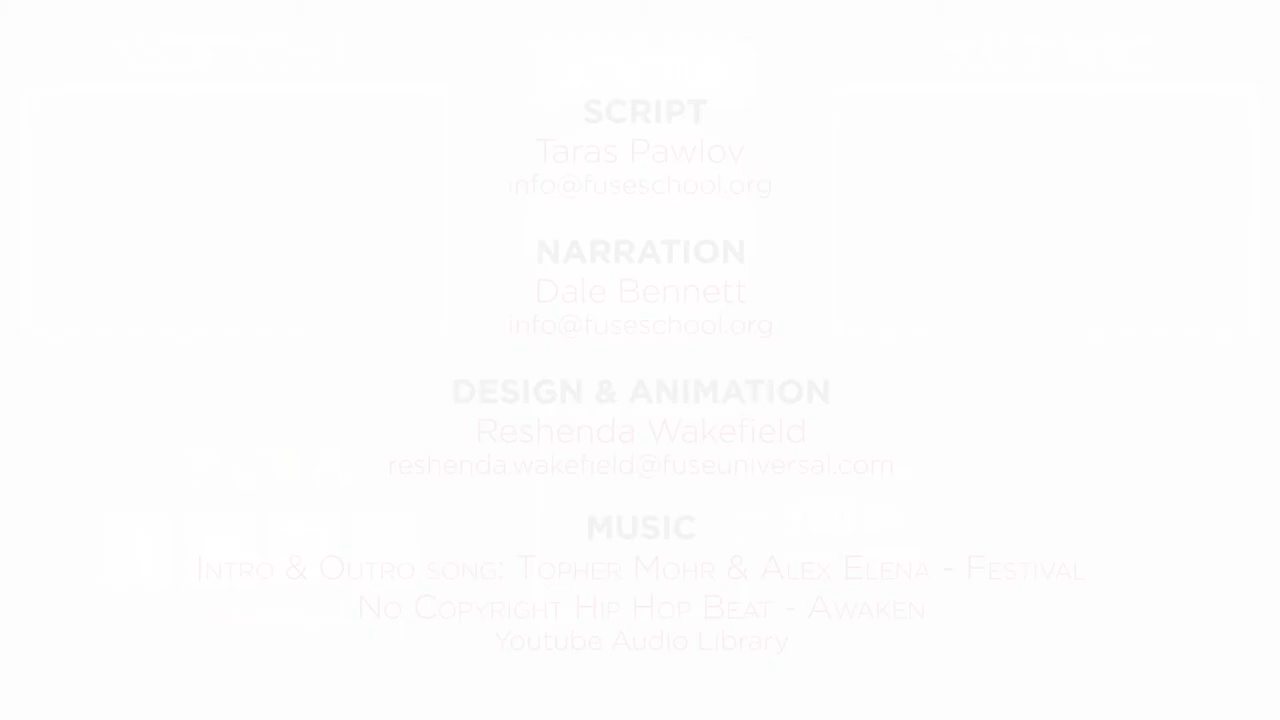 SCRIPT
Taras Pawlov
info@fuseschool.org
NARRATION
Dale Bennett
info@fuseschool.org
DESIGN & ANIMATION
Reshenda Wakefield
reshenda.wakefield@fuseuniversal.com
MUSIC
Intro & Outro song: Topher Mohr & Alex Elena - Festival
No Copyright Hip Hop Beat - Awaken
Youtube Audio Library